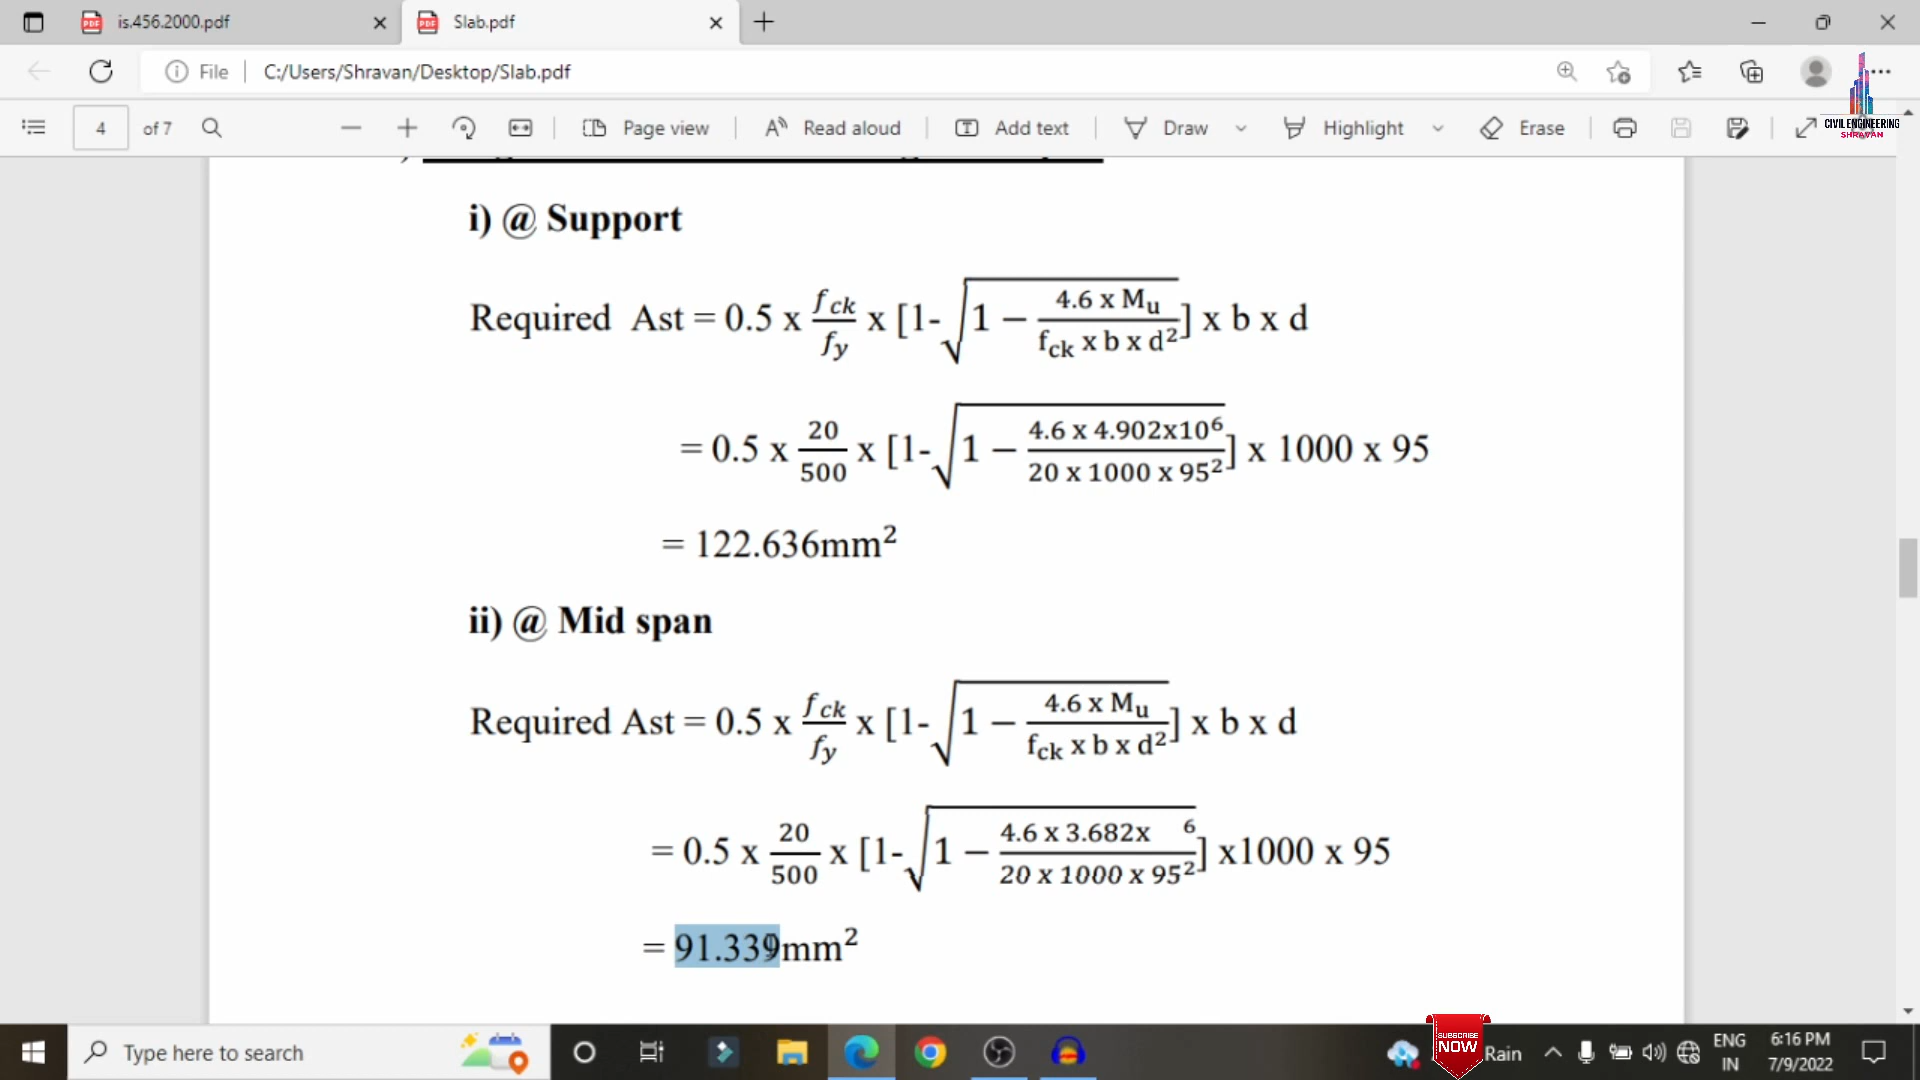 is.456.2000.pdf
Slab.pdf
File
C:/Users/Shravan/Desktop/Slab.pdf
4 of 7
Page view
Read aloud
Add text
Draw
Highlight
Erase
CIVIL ENGINEERING
SHRAVAN
i) @ Support
Required Ast = 0.5 x fck/fy x [1-√(1 − (4.6 x Mu)/(fck x b x d²))] x b x d
= 0.5 x 20/500 x [1-√(1 − (4.6 x 4.902x10⁶)/(20 x 1000 x 95²))] x 1000 x 95
= 122.636mm²
ii) @ Mid span
Required Ast = 0.5 x fck/fy x [1-√(1 − (4.6 x Mu)/(fck x b x d²))] x b x d
= 0.5 x 20/500 x [1-√(1 − (4.6 x 3.682x ⁶)/(20 x 1000 x 95²))] x1000 x 95
= 91.339mm²
Type here to search
SUBSCRIBE
NOW
Rain
ENG
IN
6:16 PM
7/9/2022